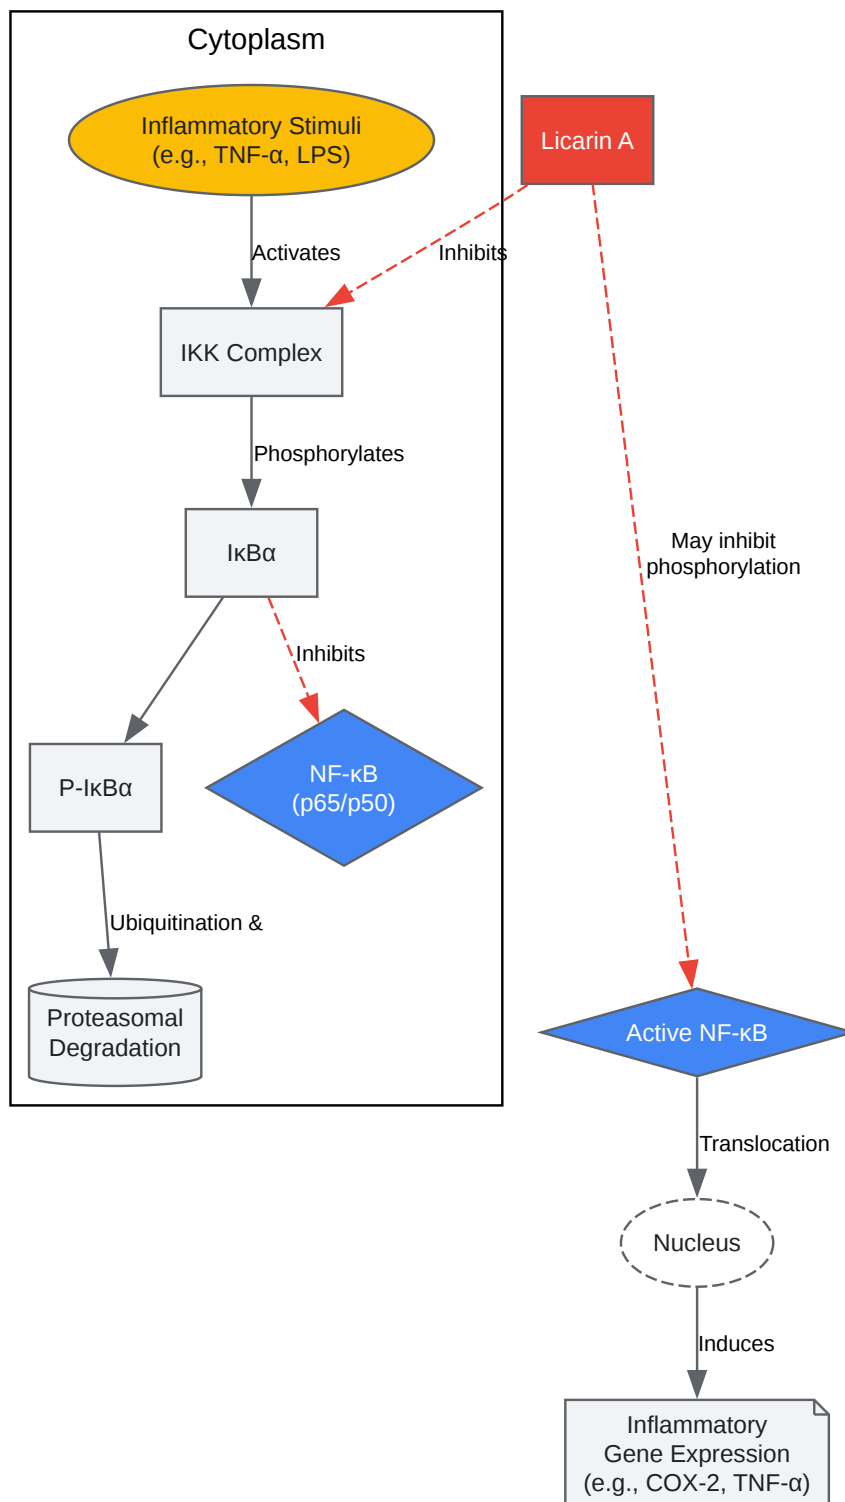 Cytoplasm
Inflammatory Stimuli
(e.g., TNF-α, LPS)
Licarin A
Activates
Inhibits
IKK Complex
Phosphorylates
IκBα
May inhibit
phosphorylation
Inhibits
P-IκBα
NF-κB
(p65/p50)
Ubiquitination &
Proteasomal
Degradation
Active NF-κB
Translocation
Nucleus
Induces
Inflammatory
Gene Expression
(e.g., COX-2, TNF-α)